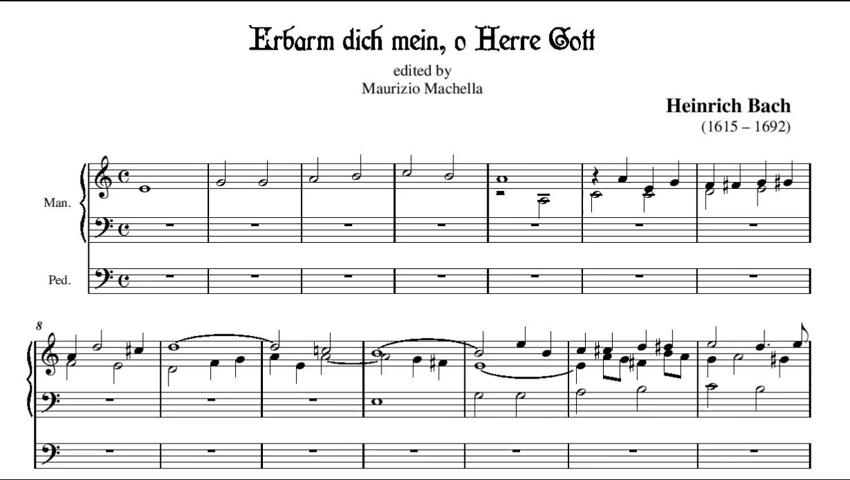 Erbarm dich mein, o Herre Gott
edited by
Maurizio Machella
Heinrich Bach
(1615 – 1692)
Man.
Ped.
8